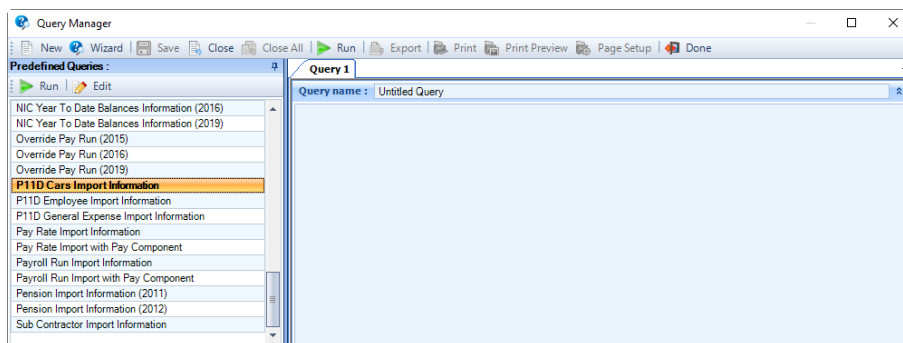 Query Manager
New Wizard Save Close Close All Run Export Print Print Preview Page Setup Done
Predefined Queries :
Run Edit
NIC Year To Date Balances Information (2016)
NIC Year To Date Balances Information (2019)
Override Pay Run (2015)
Override Pay Run (2016)
Override Pay Run (2019)
P11D Cars Import Information
P11D Employee Import Information
P11D General Expense Import Information
Pay Rate Import Information
Pay Rate Import with Pay Component
Payroll Run Import Information
Payroll Run Import with Pay Component
Pension Import Information (2011)
Pension Import Information (2012)
Sub Contractor Import Information
Query 1
Query name : Untitled Query